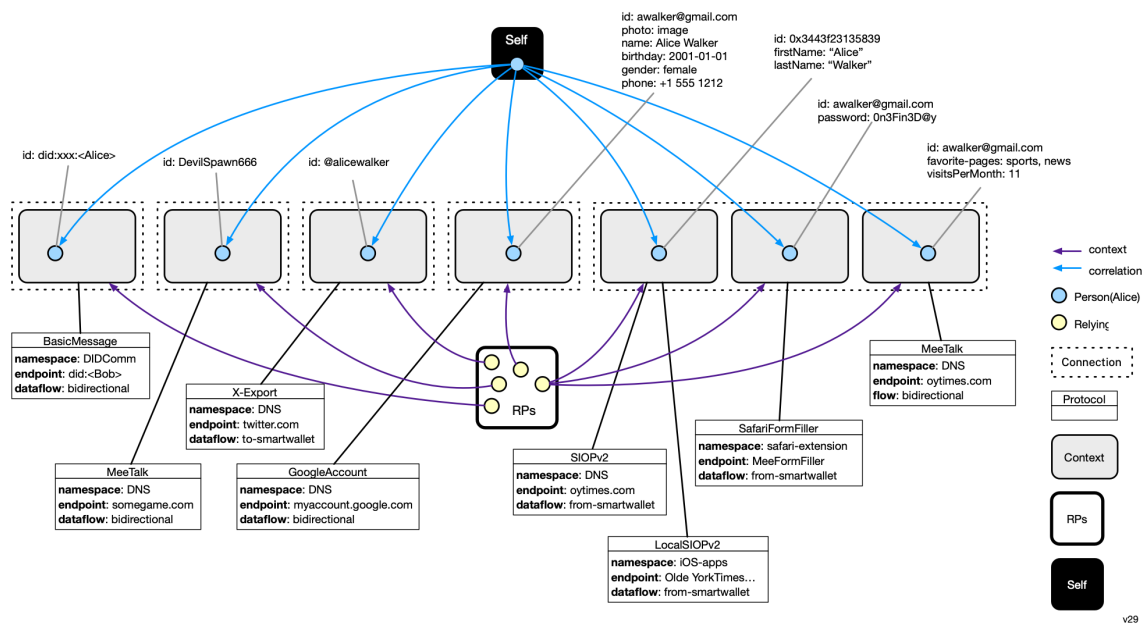 Self
id: awalker@gmail.com
photo: image
name: Alice Walker
birthday: 2001-01-01
gender: female
phone: +1 555 1212
id: 0x3443f23135839
firstName: “Alice”
lastName: “Walker”
id: awalker@gmail.com
password: 0n3Fin3D@y
id: awalker@gmail.com
favorite-pages: sports, news
visitsPerMonth: 11
id: did:xxx:<Alice>
id: DevilSpawn666
id: @alicewalker
context
correlation
Person(Alice)
Relying
Connection
Protocol
Context
RPs
Self
BasicMessage
namespace: DIDComm
endpoint: did:<Bob>
dataflow: bidirectional
X-Export
namespace: DNS
endpoint: twitter.com
dataflow: to-smartwallet
MeeTalk
namespace: DNS
endpoint: somegame.com
dataflow: bidirectional
GoogleAccount
namespace: DNS
endpoint: myaccount.google.com
dataflow: bidirectional
RPs
SIOPv2
namespace: DNS
endpoint: oytimes.com
dataflow: from-smartwallet
LocalSIOPv2
namespace: iOS-apps
endpoint: Olde YorkTimes...
dataflow: from-smartwallet
SafariFormFiller
namespace: safari-extension
endpoint: MeeFormFiller
dataflow: from-smartwallet
MeeTalk
namespace: DNS
endpoint: oytimes.com
flow: bidirectional
v29